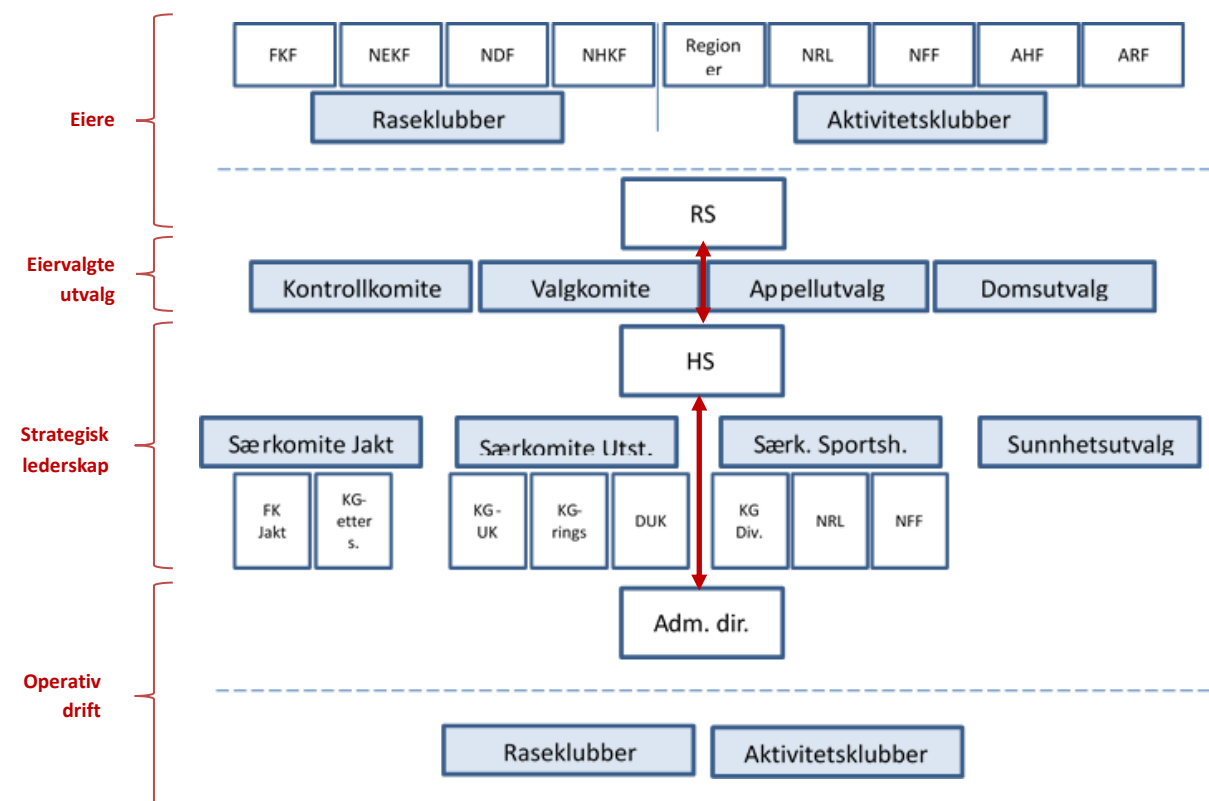 FKF
NEKF
NDF
NHKF
Region
er
NRL
NFF
AHF
ARF
Eiere
Raseklubber
Aktivitetsklubber
RS
Eiervalgte
utvalg
Kontrollkomite
Valgkomite
Appellutvalg
Domsutvalg
HS
Strategisk
lederskap
Særkomite Jakt
Særkomite Utst.
Særk. Sportsh.
Sunnhetsutvalg
FK
Jakt
KG-
etter
s.
KG -
UK
KG-
rings
DUK
KG
Div.
NRL
NFF
Adm. dir.
Operativ
drift
Raseklubber
Aktivitetsklubber